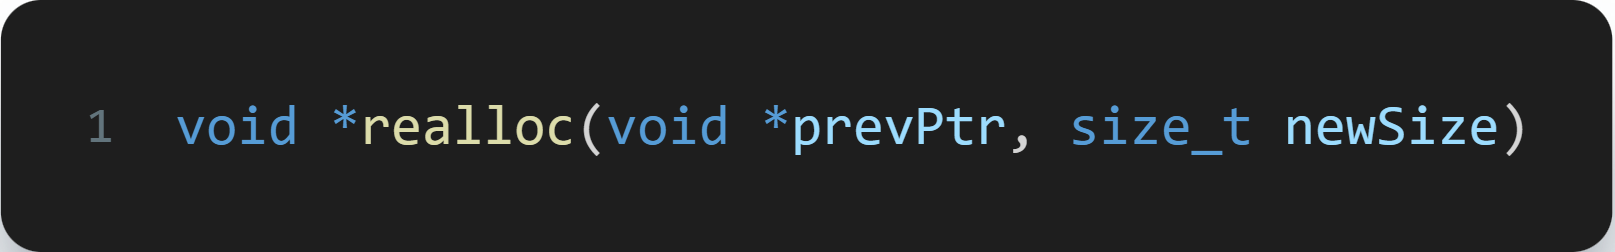 1 void *realloc(void *prevPtr, size_t newSize)